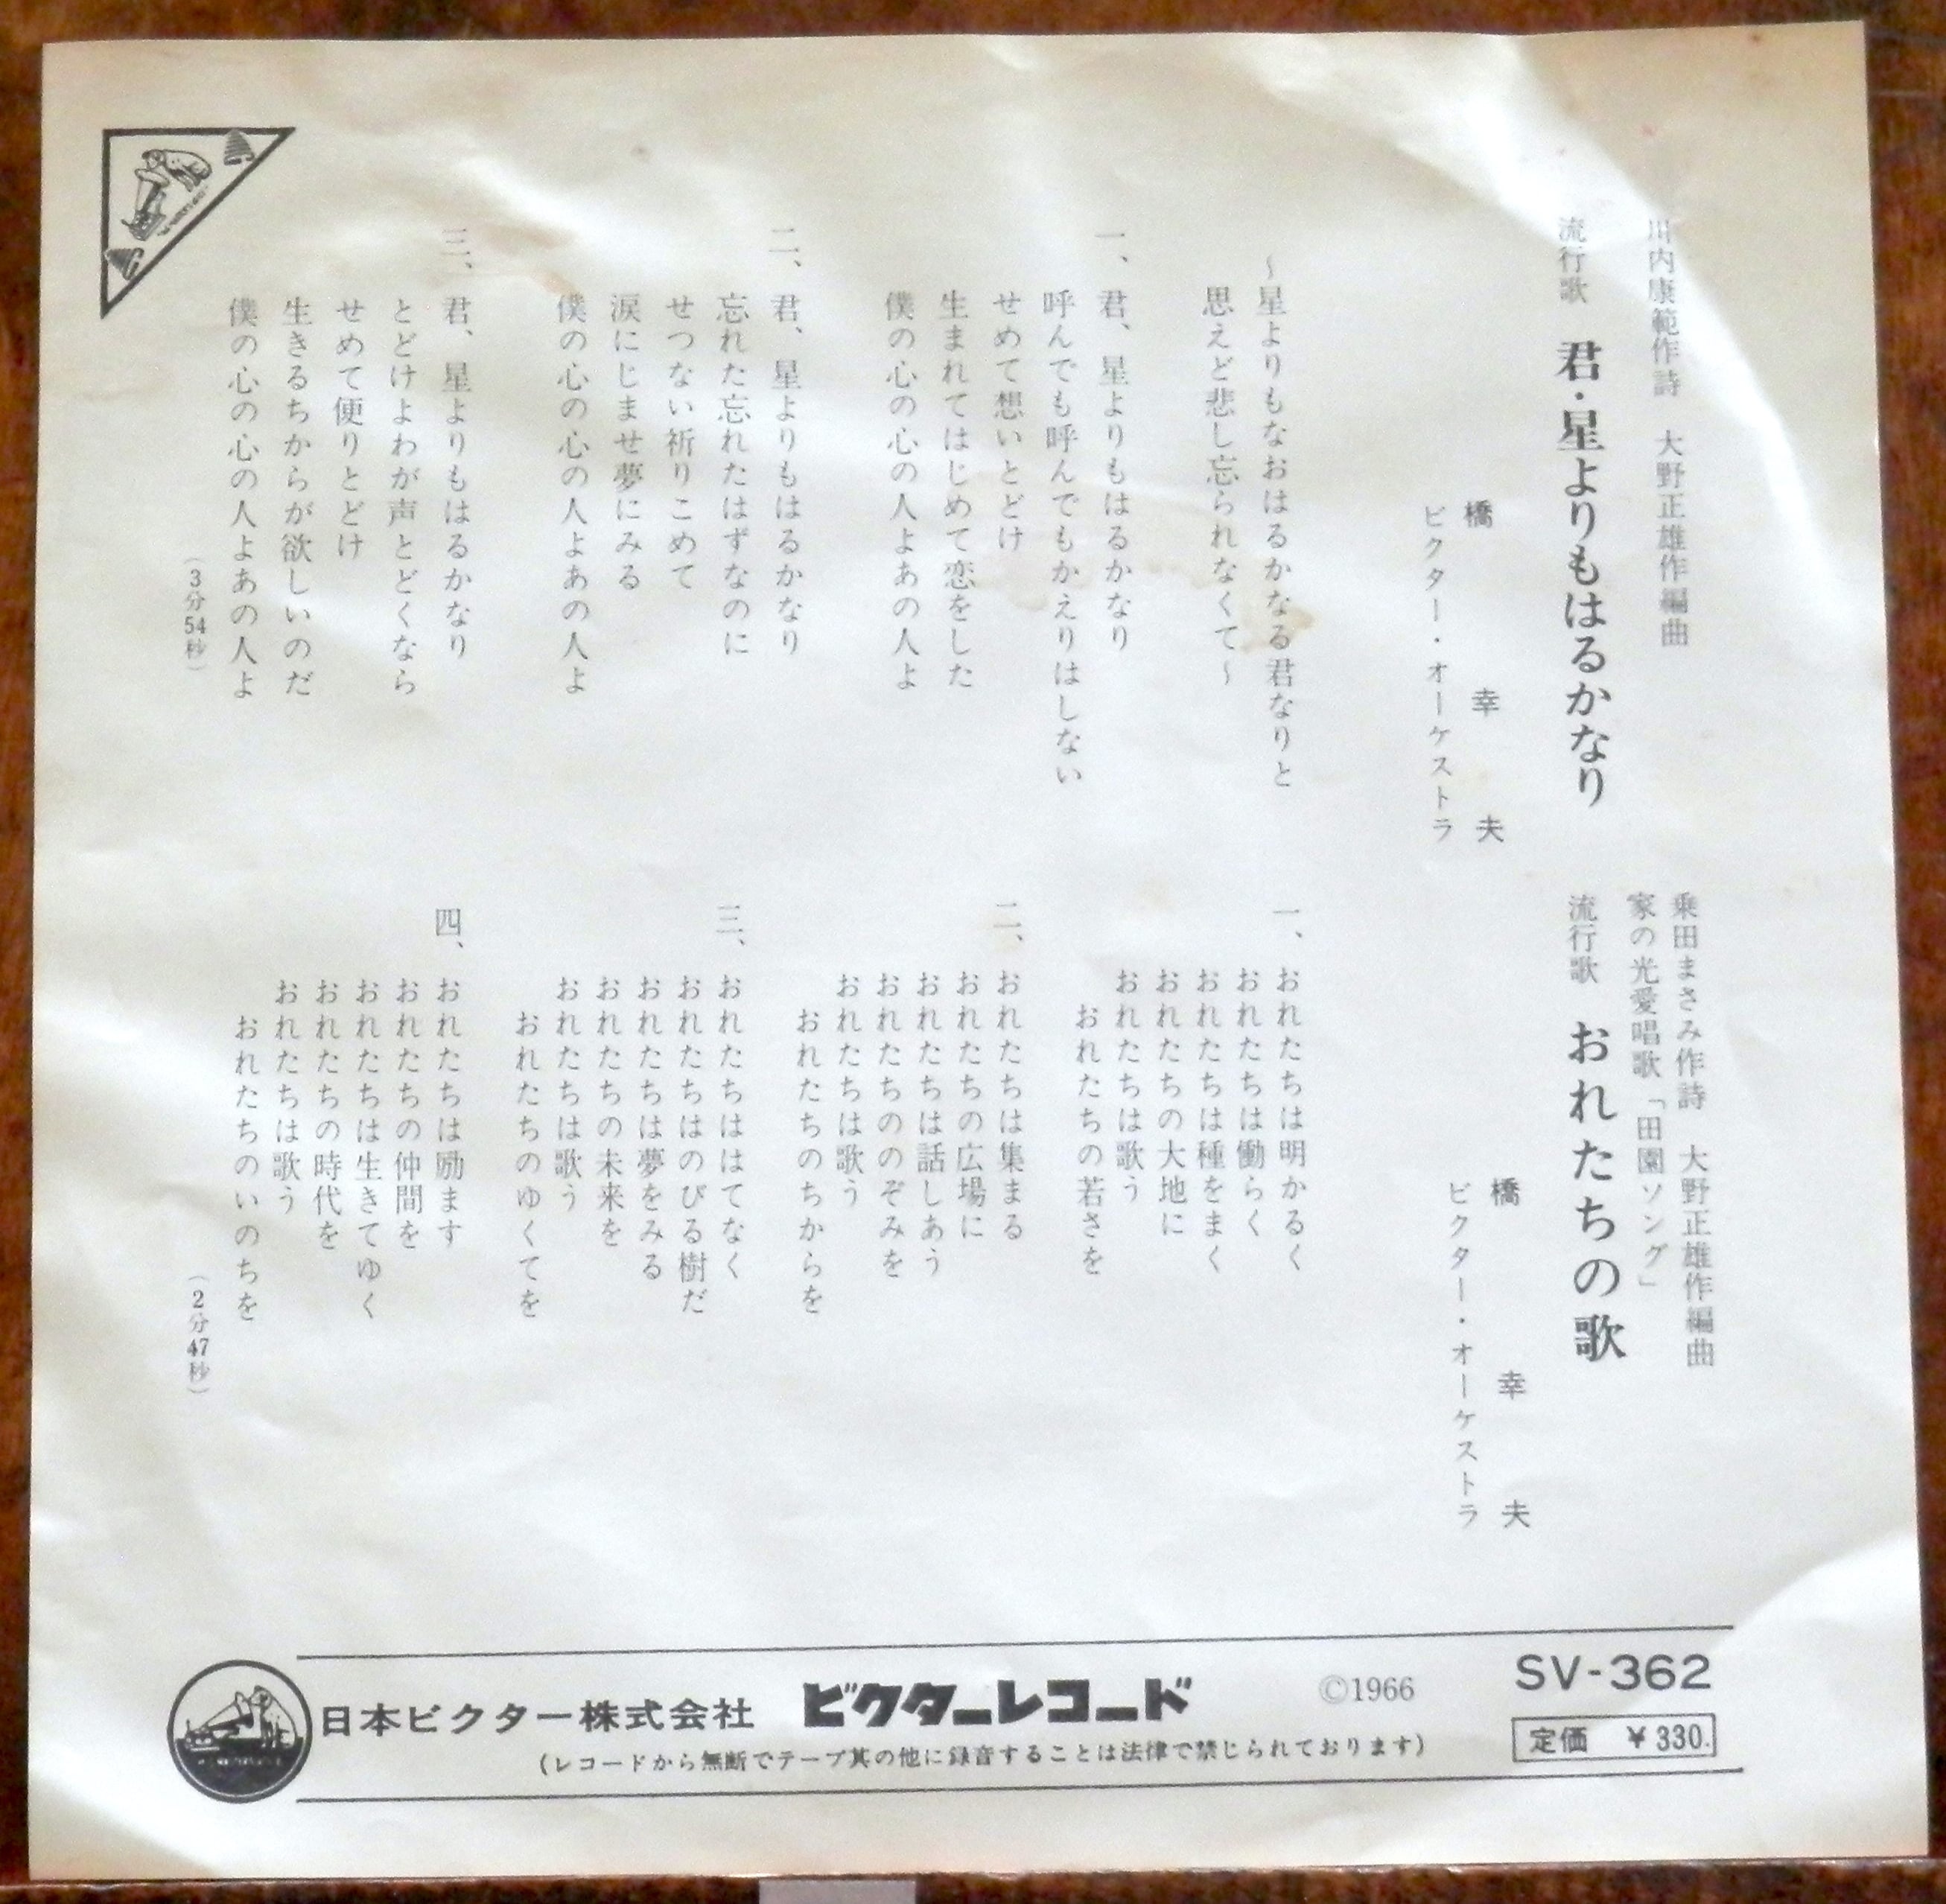 川内康範作詩　大野正雄作編曲
流行歌　君・星よりもはるかなり
橋幸夫
ビクター・オーケストラ
～星よりもなおはるかなる君なりと
思えど悲し忘られなくて～
一、君、星よりもはるかなり
呼んでも呼んでもかえりはしない
せめて想いとどけ
生まれてはじめて恋をした
僕の心の心の人よあの人よ
二、君、星よりもはるかなり
忘れた忘れたはずなのに
せつない祈りこめて
涙にじませ夢にみる
僕の心の心の人よあの人よ
三、君、星よりもはるかなり
とどけよわが声とどくなら
せめて便りとどけ
生きるちからが欲しいのだ
僕の心の心の人よあの人よ
（3分54秒）
乗田まさみ作詩　大野正雄作編曲
家の光愛唱歌「田園ソング」
流行歌　おれたちの歌
橋幸夫
ビクター・オーケストラ
一、おれたちは明かるく
おれたちは働らく
おれたちは種をまく
おれたちの大地に
おれたちは歌う
おれたちの若さを
二、おれたちは集まる
おれたちの広場に
おれたちは話しあう
おれたちののぞみを
おれたちは歌う
おれたちのちからを
三、おれたちははてなく
おれたちはのびる樹だ
おれたちは夢をみる
おれたちの未来を
おれたちは歌う
おれたちのゆくてを
四、おれたちは励ます
おれたちの仲間を
おれたちは生きてゆく
おれたちの時代を
おれたちは歌う
おれたちのいのちを
（2分47秒）
日本ビクター株式会社　ビクターレコード　©1966
（レコードから無断でテープ其の他に録音することは法律で禁じられております）
SV-362
定価　￥330.